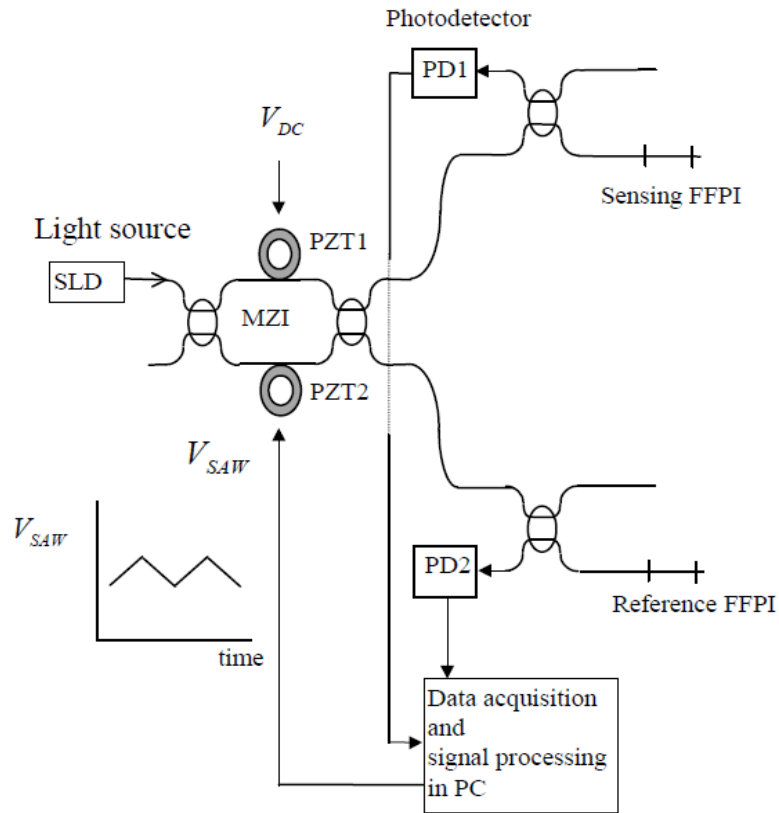 Photodetector
PD1
V_DC
Sensing FFPI
Light source
PZT1
SLD
MZI
PZT2
V_SAW
V_SAW
PD2
Reference FFPI
time
Data acquisition
and
signal processing
in PC